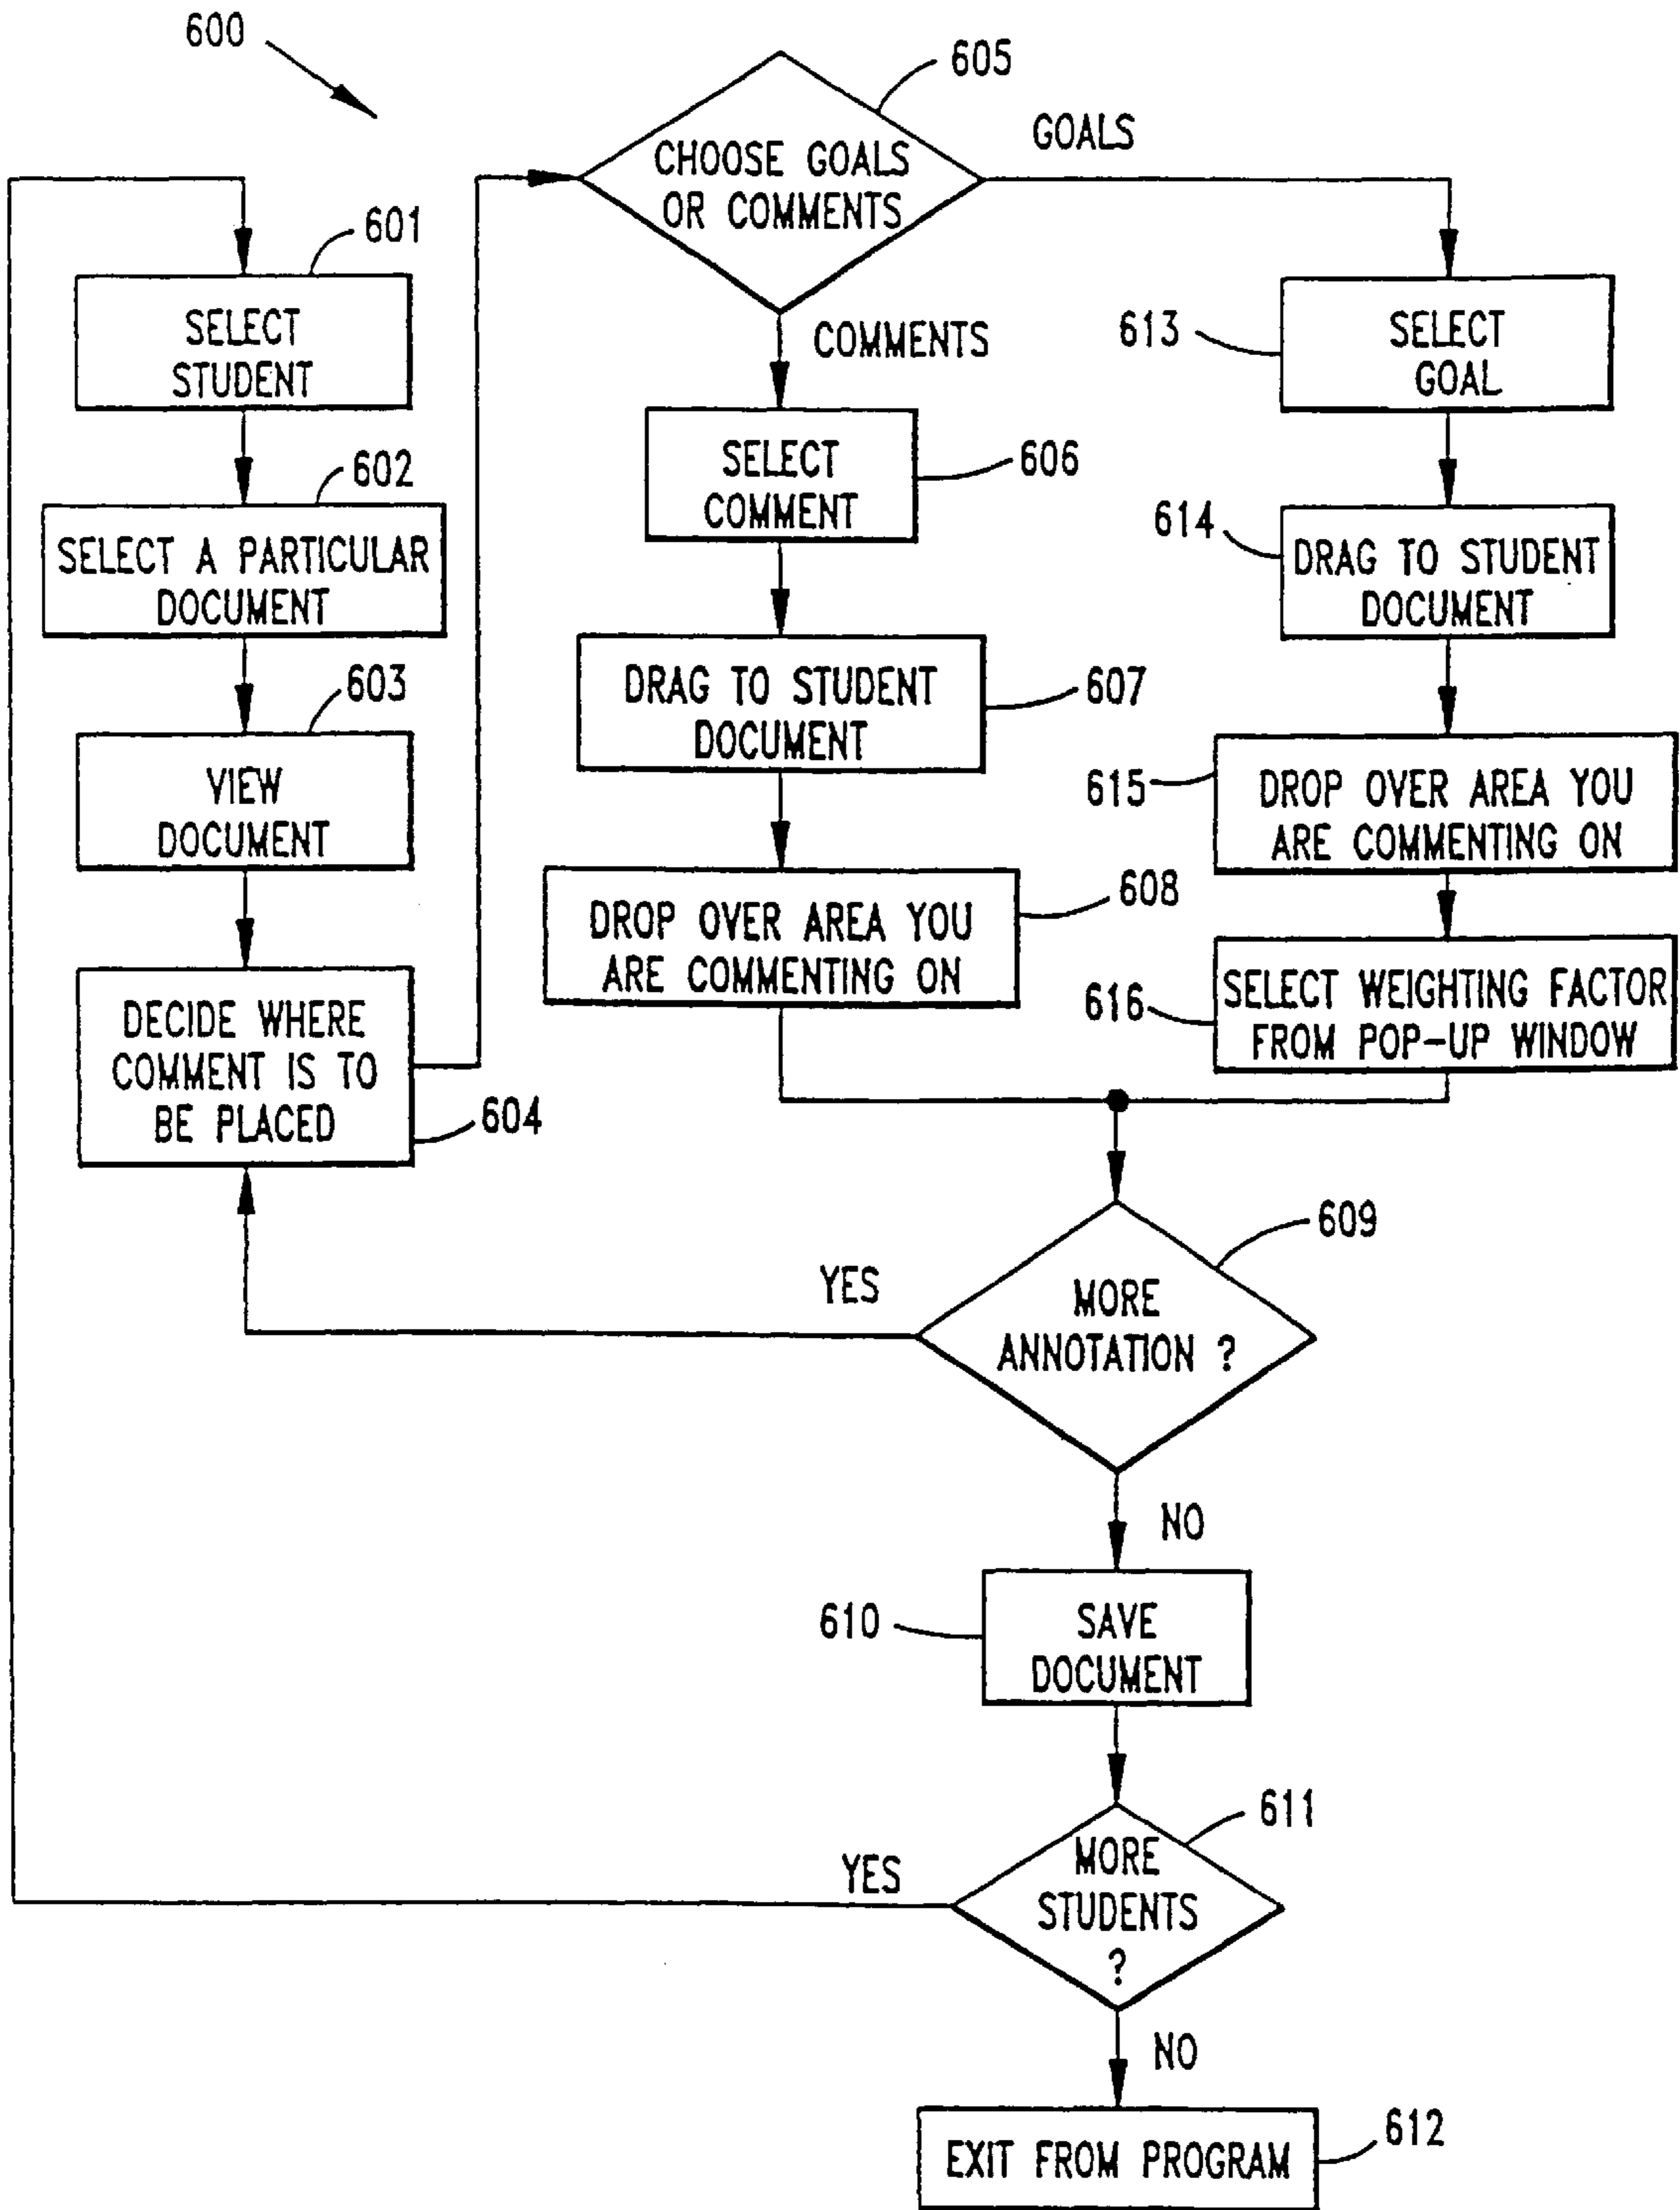 600
601
SELECT
STUDENT
602
SELECT A PARTICULAR
DOCUMENT
603
VIEW
DOCUMENT
DECIDE WHERE
COMMENT IS TO
BE PLACED
604
605
CHOOSE GOALS
OR COMMENTS
GOALS
COMMENTS
SELECT
COMMENT
606
DRAG TO STUDENT
DOCUMENT
607
DROP OVER AREA YOU
ARE COMMENTING ON
608
613
SELECT
GOAL
614
DRAG TO STUDENT
DOCUMENT
615
DROP OVER AREA YOU
ARE COMMENTING ON
616
SELECT WEIGHTING FACTOR
FROM POP-UP WINDOW
609
MORE
ANNOTATION ?
YES
NO
610
SAVE
DOCUMENT
611
MORE
STUDENTS
?
YES
NO
EXIT FROM PROGRAM
612